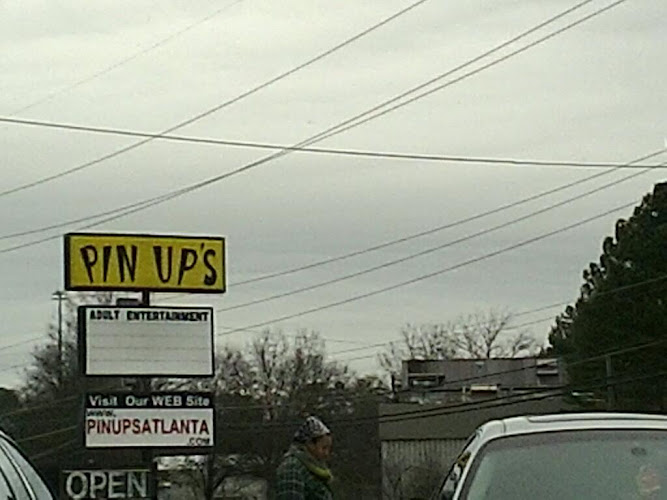 PIN UP'S
ADULT ENTERTAINMENT
Visit Our WEB Site
WWW.
PINUPSATLANTA
.COM
OPEN